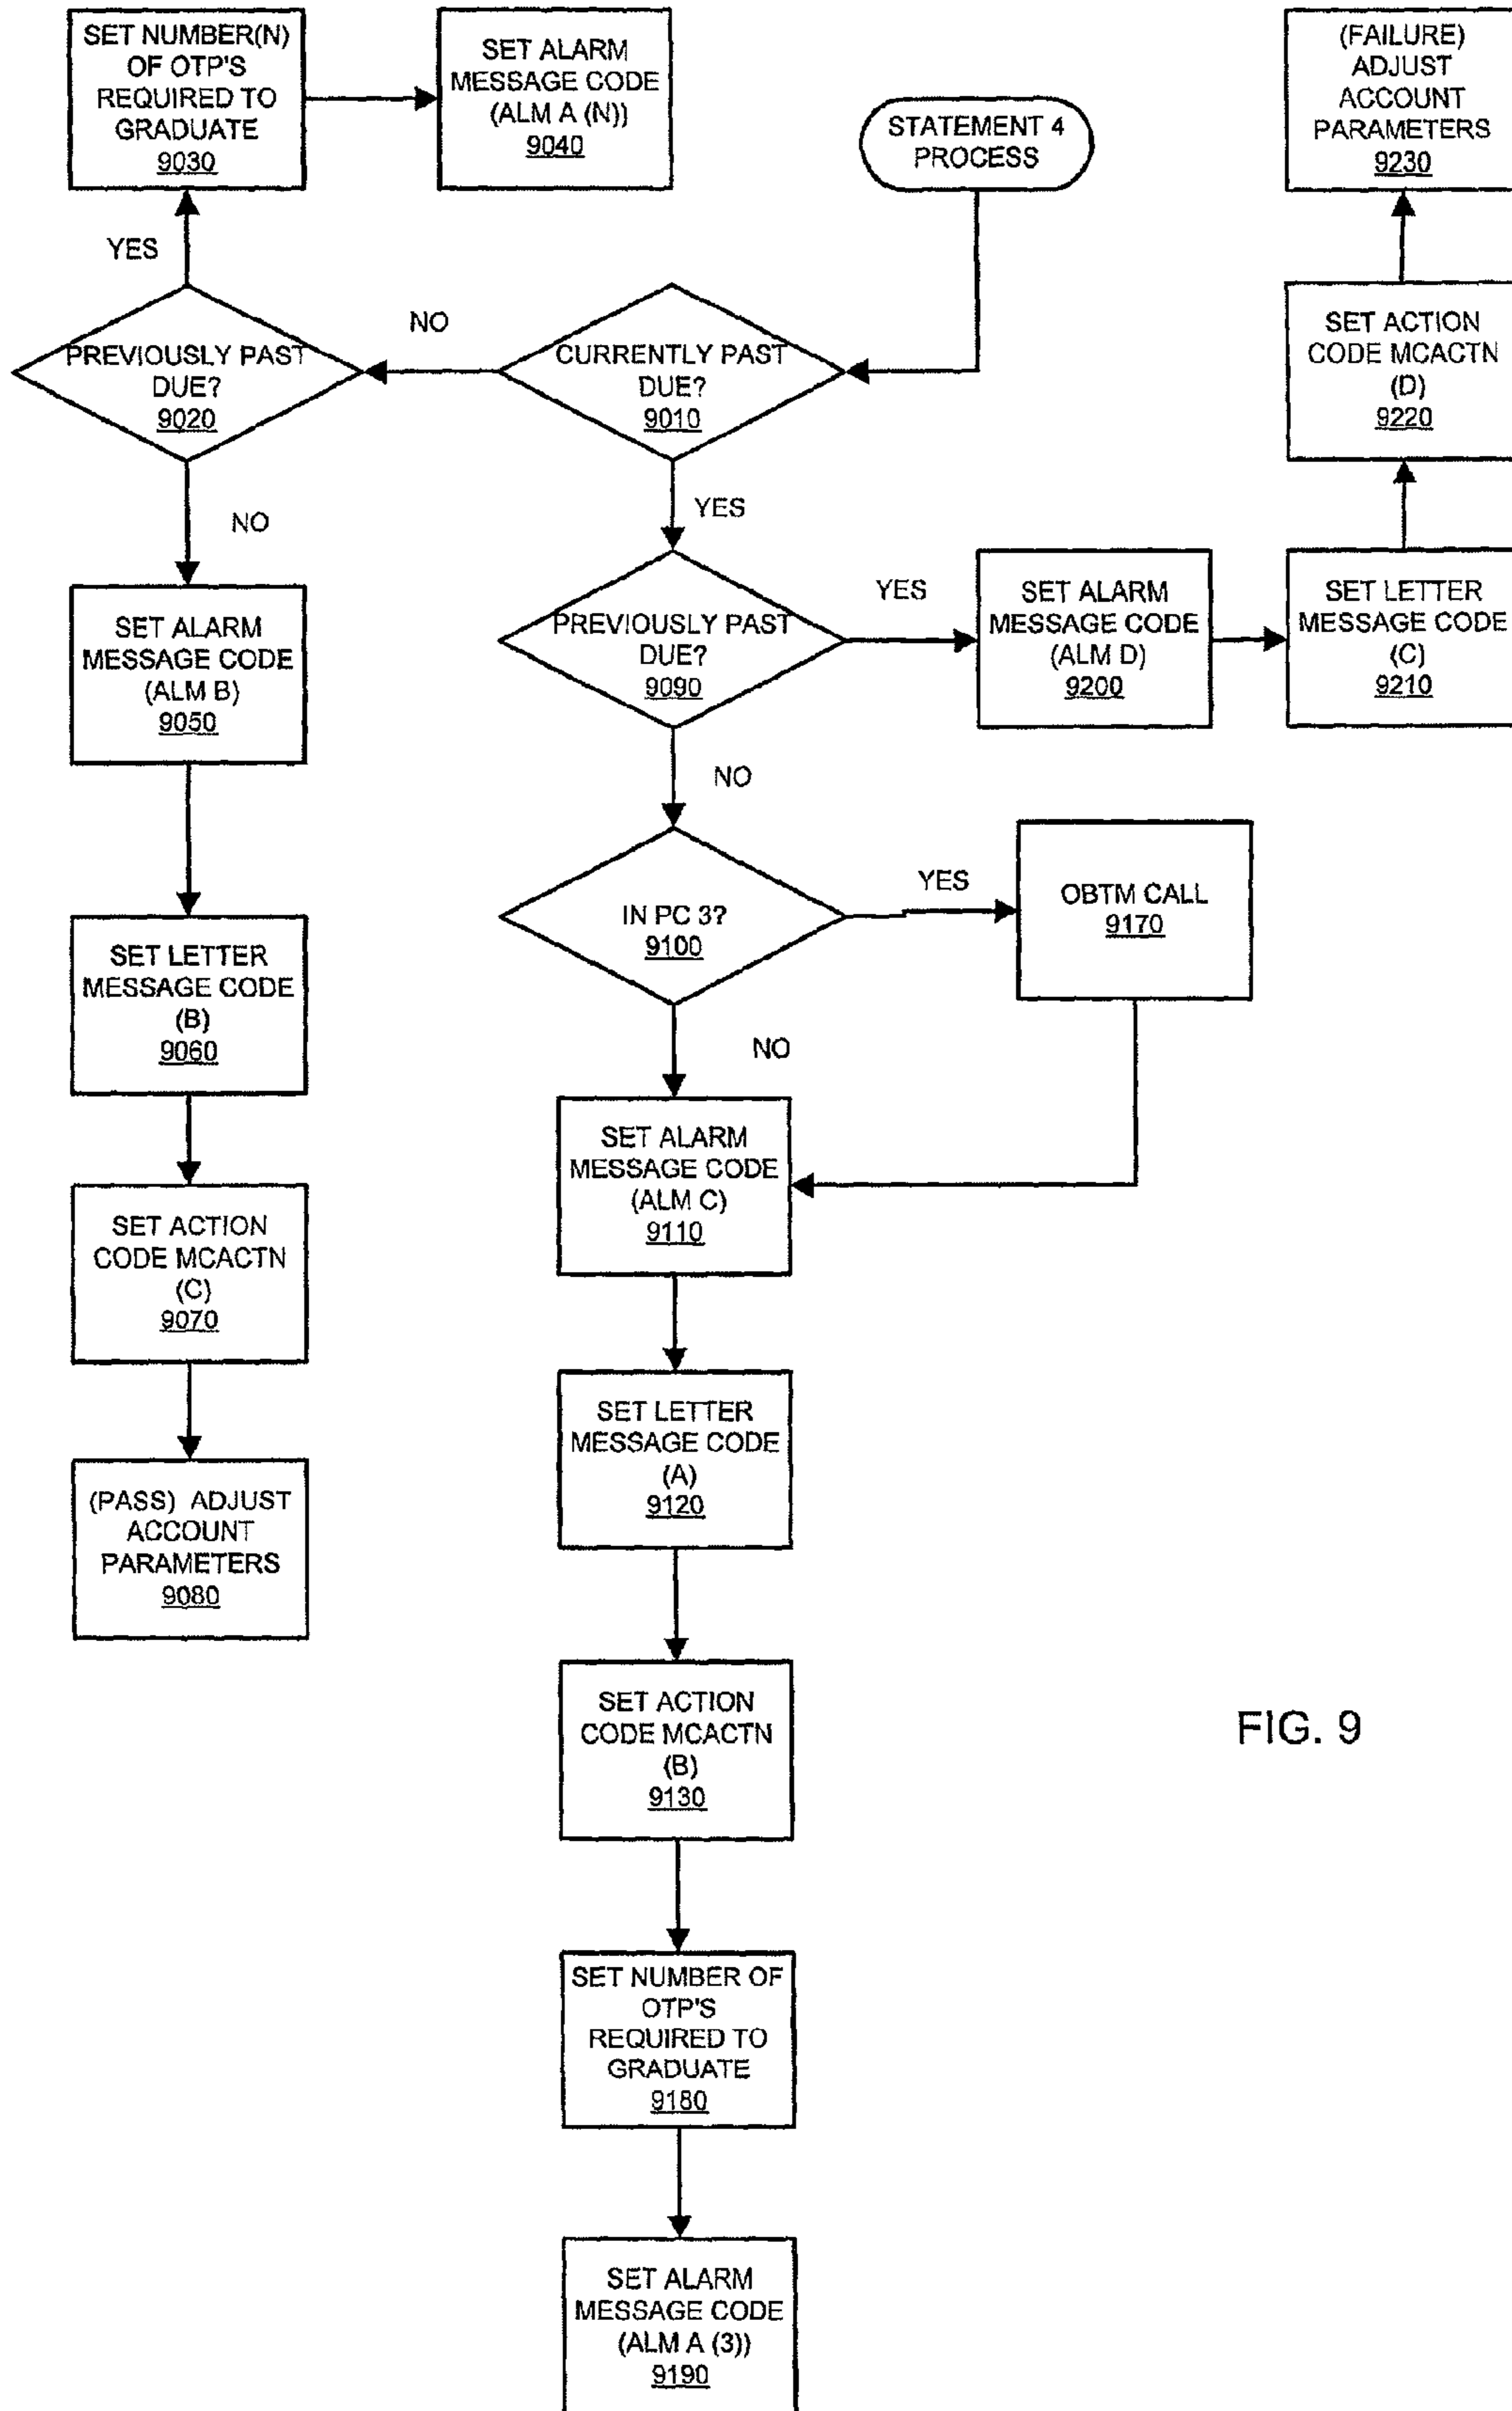 SET NUMBER(N)
OF OTP'S
REQUIRED TO
GRADUATE
9030
SET ALARM
MESSAGE CODE
(ALM A (N))
9040
STATEMENT 4
PROCESS
(FAILURE)
ADJUST
ACCOUNT
PARAMETERS
9230
YES
PREVIOUSLY PAST
DUE?
9020
NO
CURRENTLY PAST
DUE?
9010
SET ACTION
CODE MCACTN
(D)
9220
NO
YES
SET ALARM
MESSAGE CODE
(ALM B)
9050
PREVIOUSLY PAST
DUE?
9090
YES
SET ALARM
MESSAGE CODE
(ALM D)
9200
SET LETTER
MESSAGE CODE
(C)
9210
NO
SET LETTER
MESSAGE CODE
(B)
9060
IN PC 3?
9100
YES
OBTM CALL
9170
NO
SET ACTION
CODE MCACTN
(C)
9070
SET ALARM
MESSAGE CODE
(ALM C)
9110
(PASS) ADJUST
ACCOUNT
PARAMETERS
9080
SET LETTER
MESSAGE CODE
(A)
9120
SET ACTION
CODE MCACTN
(B)
9130
FIG. 9
SET NUMBER OF
OTP'S
REQUIRED TO
GRADUATE
9180
SET ALARM
MESSAGE CODE
(ALM A (3))
9190